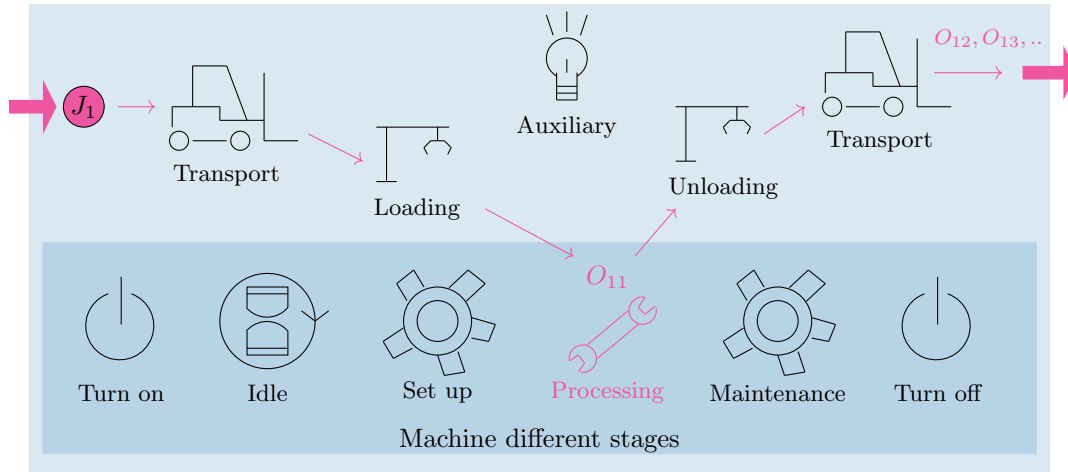 O₁₂, O₁₃, ..
J₁
Auxiliary
Transport
Transport
Loading
Unloading
O₁₁
Turn on
Idle
Set up
Processing
Maintenance
Turn off
Machine different stages